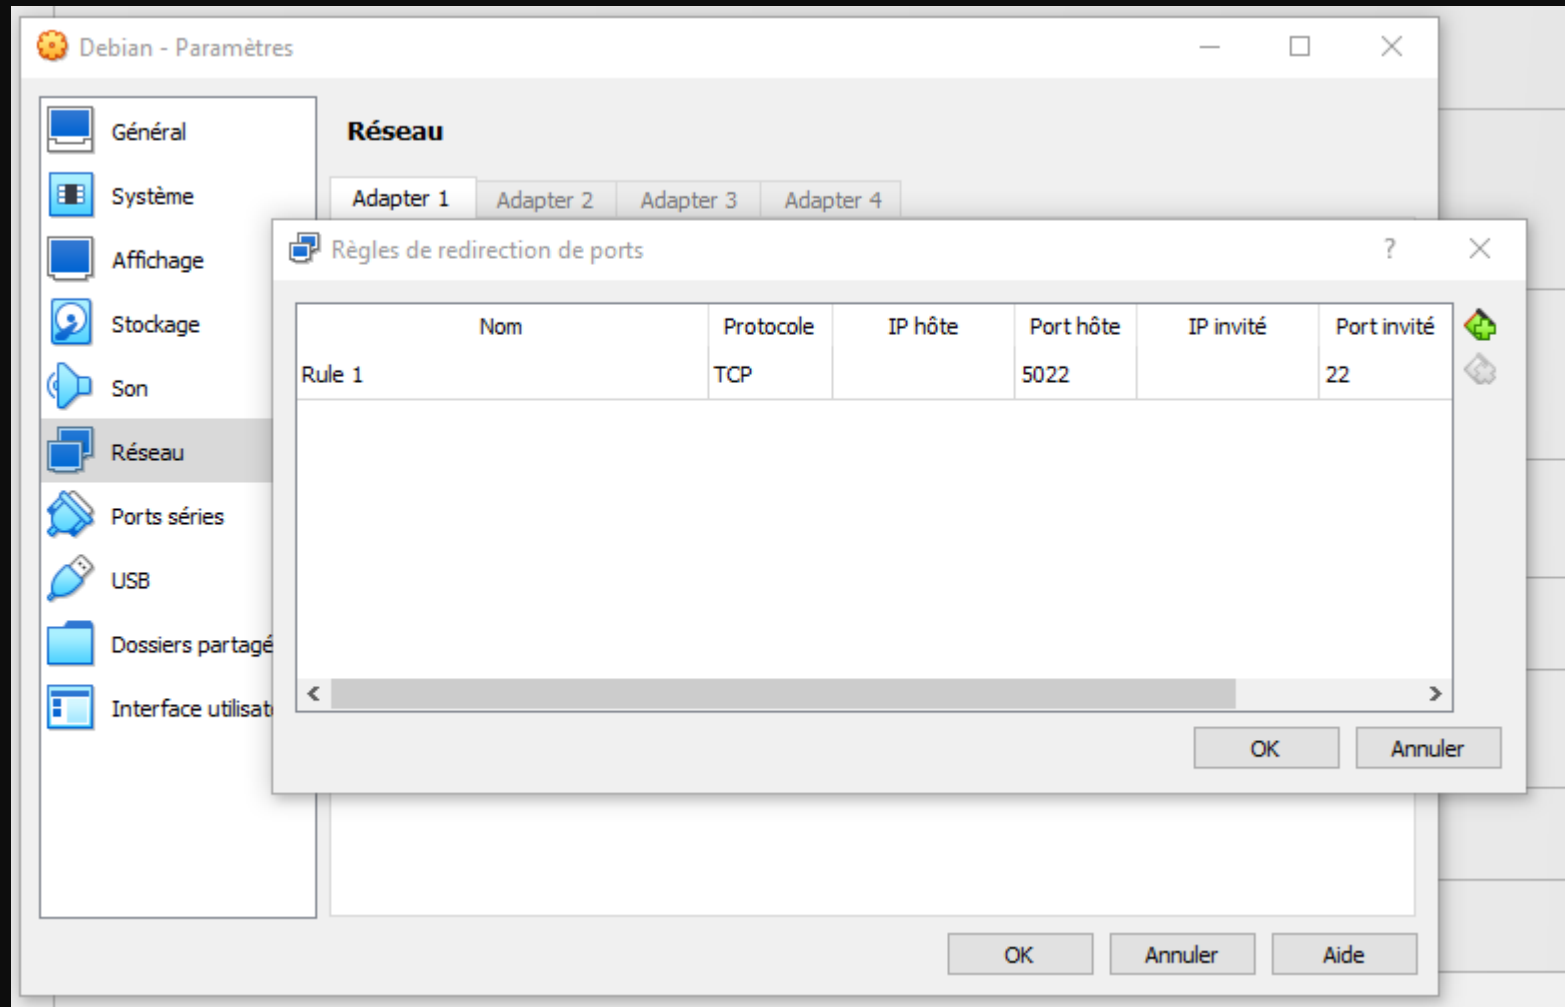 Debian - Paramètres
Général
Système
Affichage
Stockage
Son
Réseau
Ports séries
USB
Dossiers partagé
Interface utilisat
Réseau
Adapter 1 Adapter 2 Adapter 3 Adapter 4
Règles de redirection de ports
Nom Protocole IP hôte Port hôte IP invité Port invité
Rule 1 TCP 5022 22
OK Annuler
OK Annuler Aide